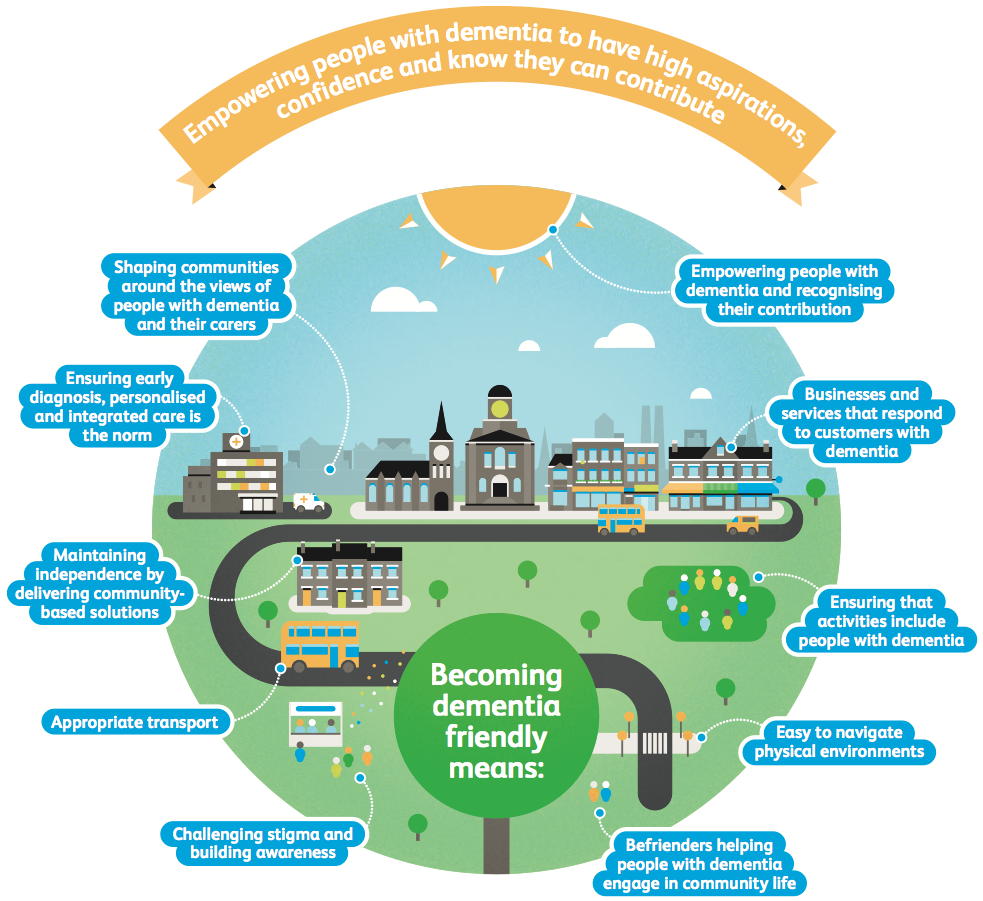 Empowering people with dementia to have high aspirations,
confidence and know they can contribute
Shaping communities
around the views of
people with dementia
and their carers
Empowering people with
dementia and recognising
their contribution
Ensuring early
diagnosis, personalised
and integrated care is
the norm
Businesses and
services that respond
to customers with
dementia
Maintaining
independence by
delivering community-
based solutions
Ensuring that
activities include
people with dementia
Becoming
dementia
friendly
means:
Appropriate transport
Easy to navigate
physical environments
Challenging stigma and
building awareness
Befrienders helping
people with dementia
engage in community life